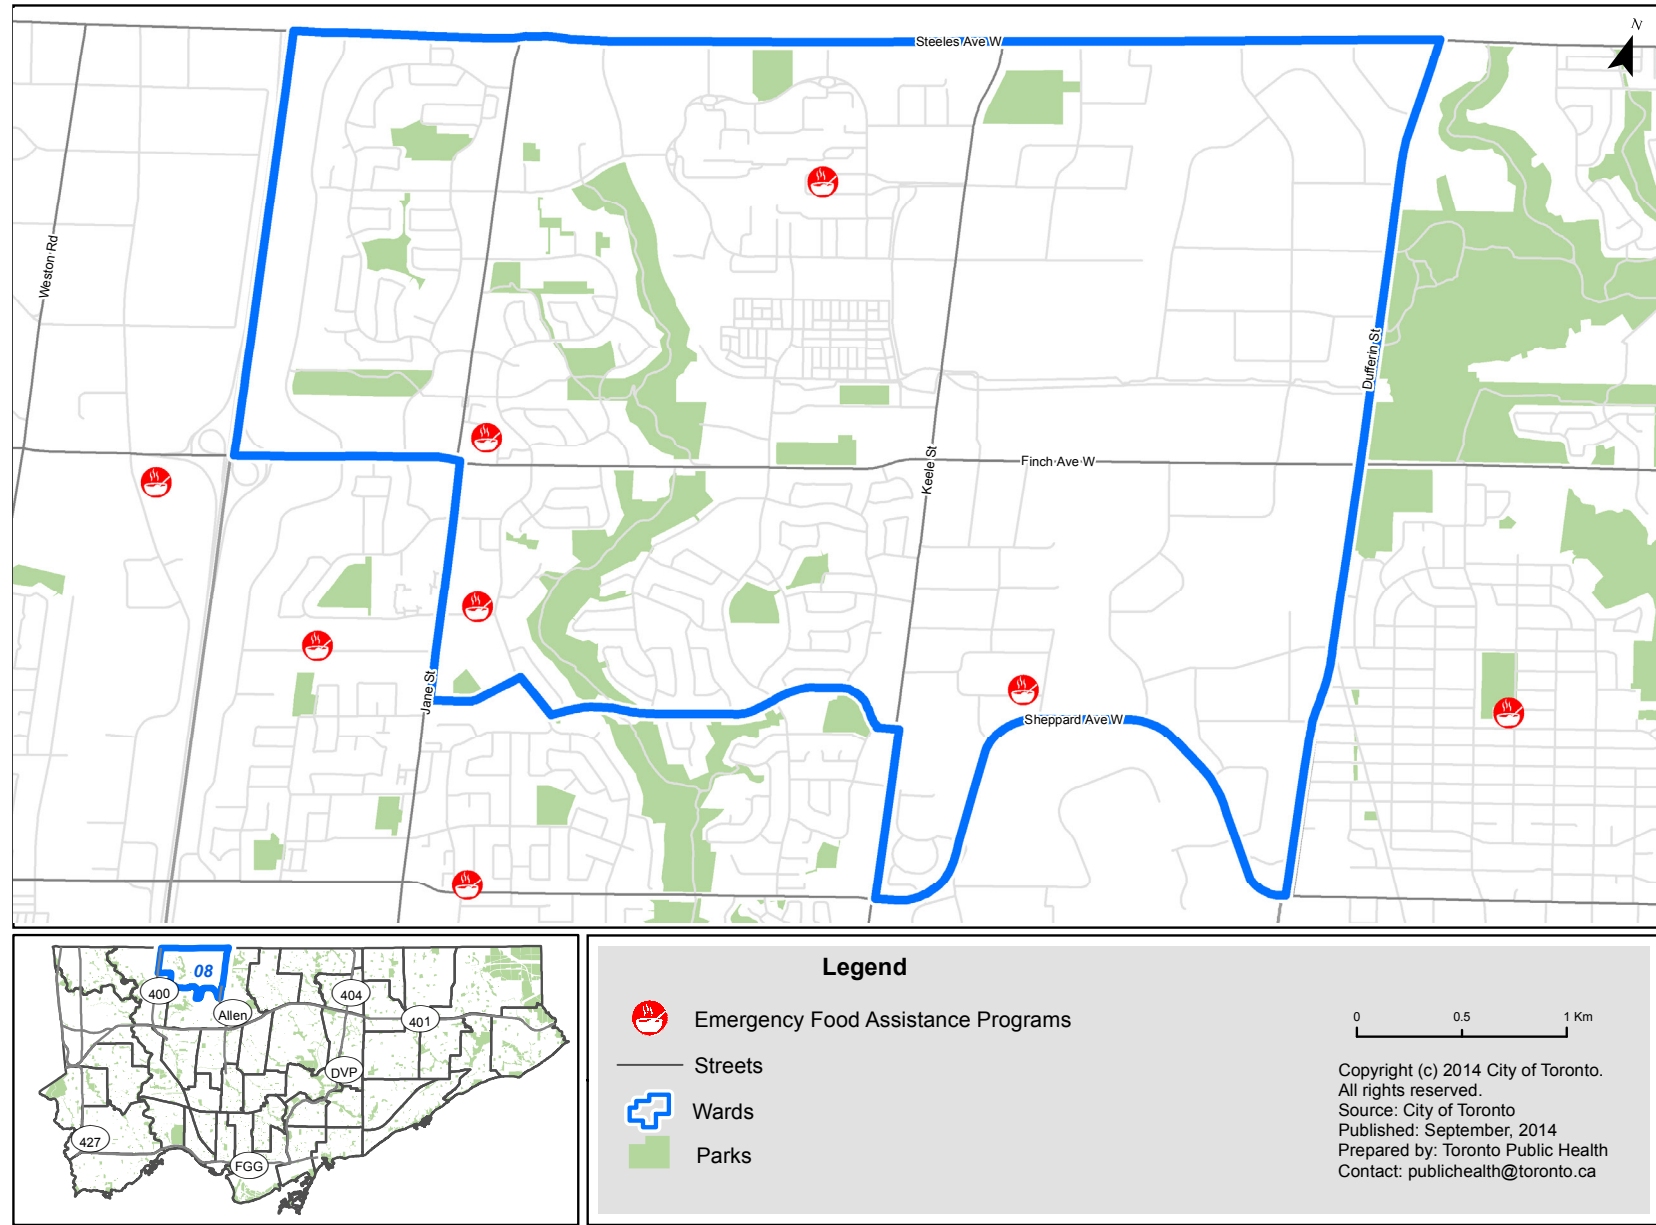 N
Steeles Ave W
Weston Rd
Dufferin St
Keele St
Finch Ave W
Jane St
Sheppard Ave W
08
400
Allen
404
401
DVP
427
FGG
Legend
Emergency Food Assistance Programs
Streets
Wards
Parks
0 0.5 1 Km
Copyright (c) 2014 City of Toronto.
All rights reserved.
Source: City of Toronto
Published: September, 2014
Prepared by: Toronto Public Health
Contact: publichealth@toronto.ca